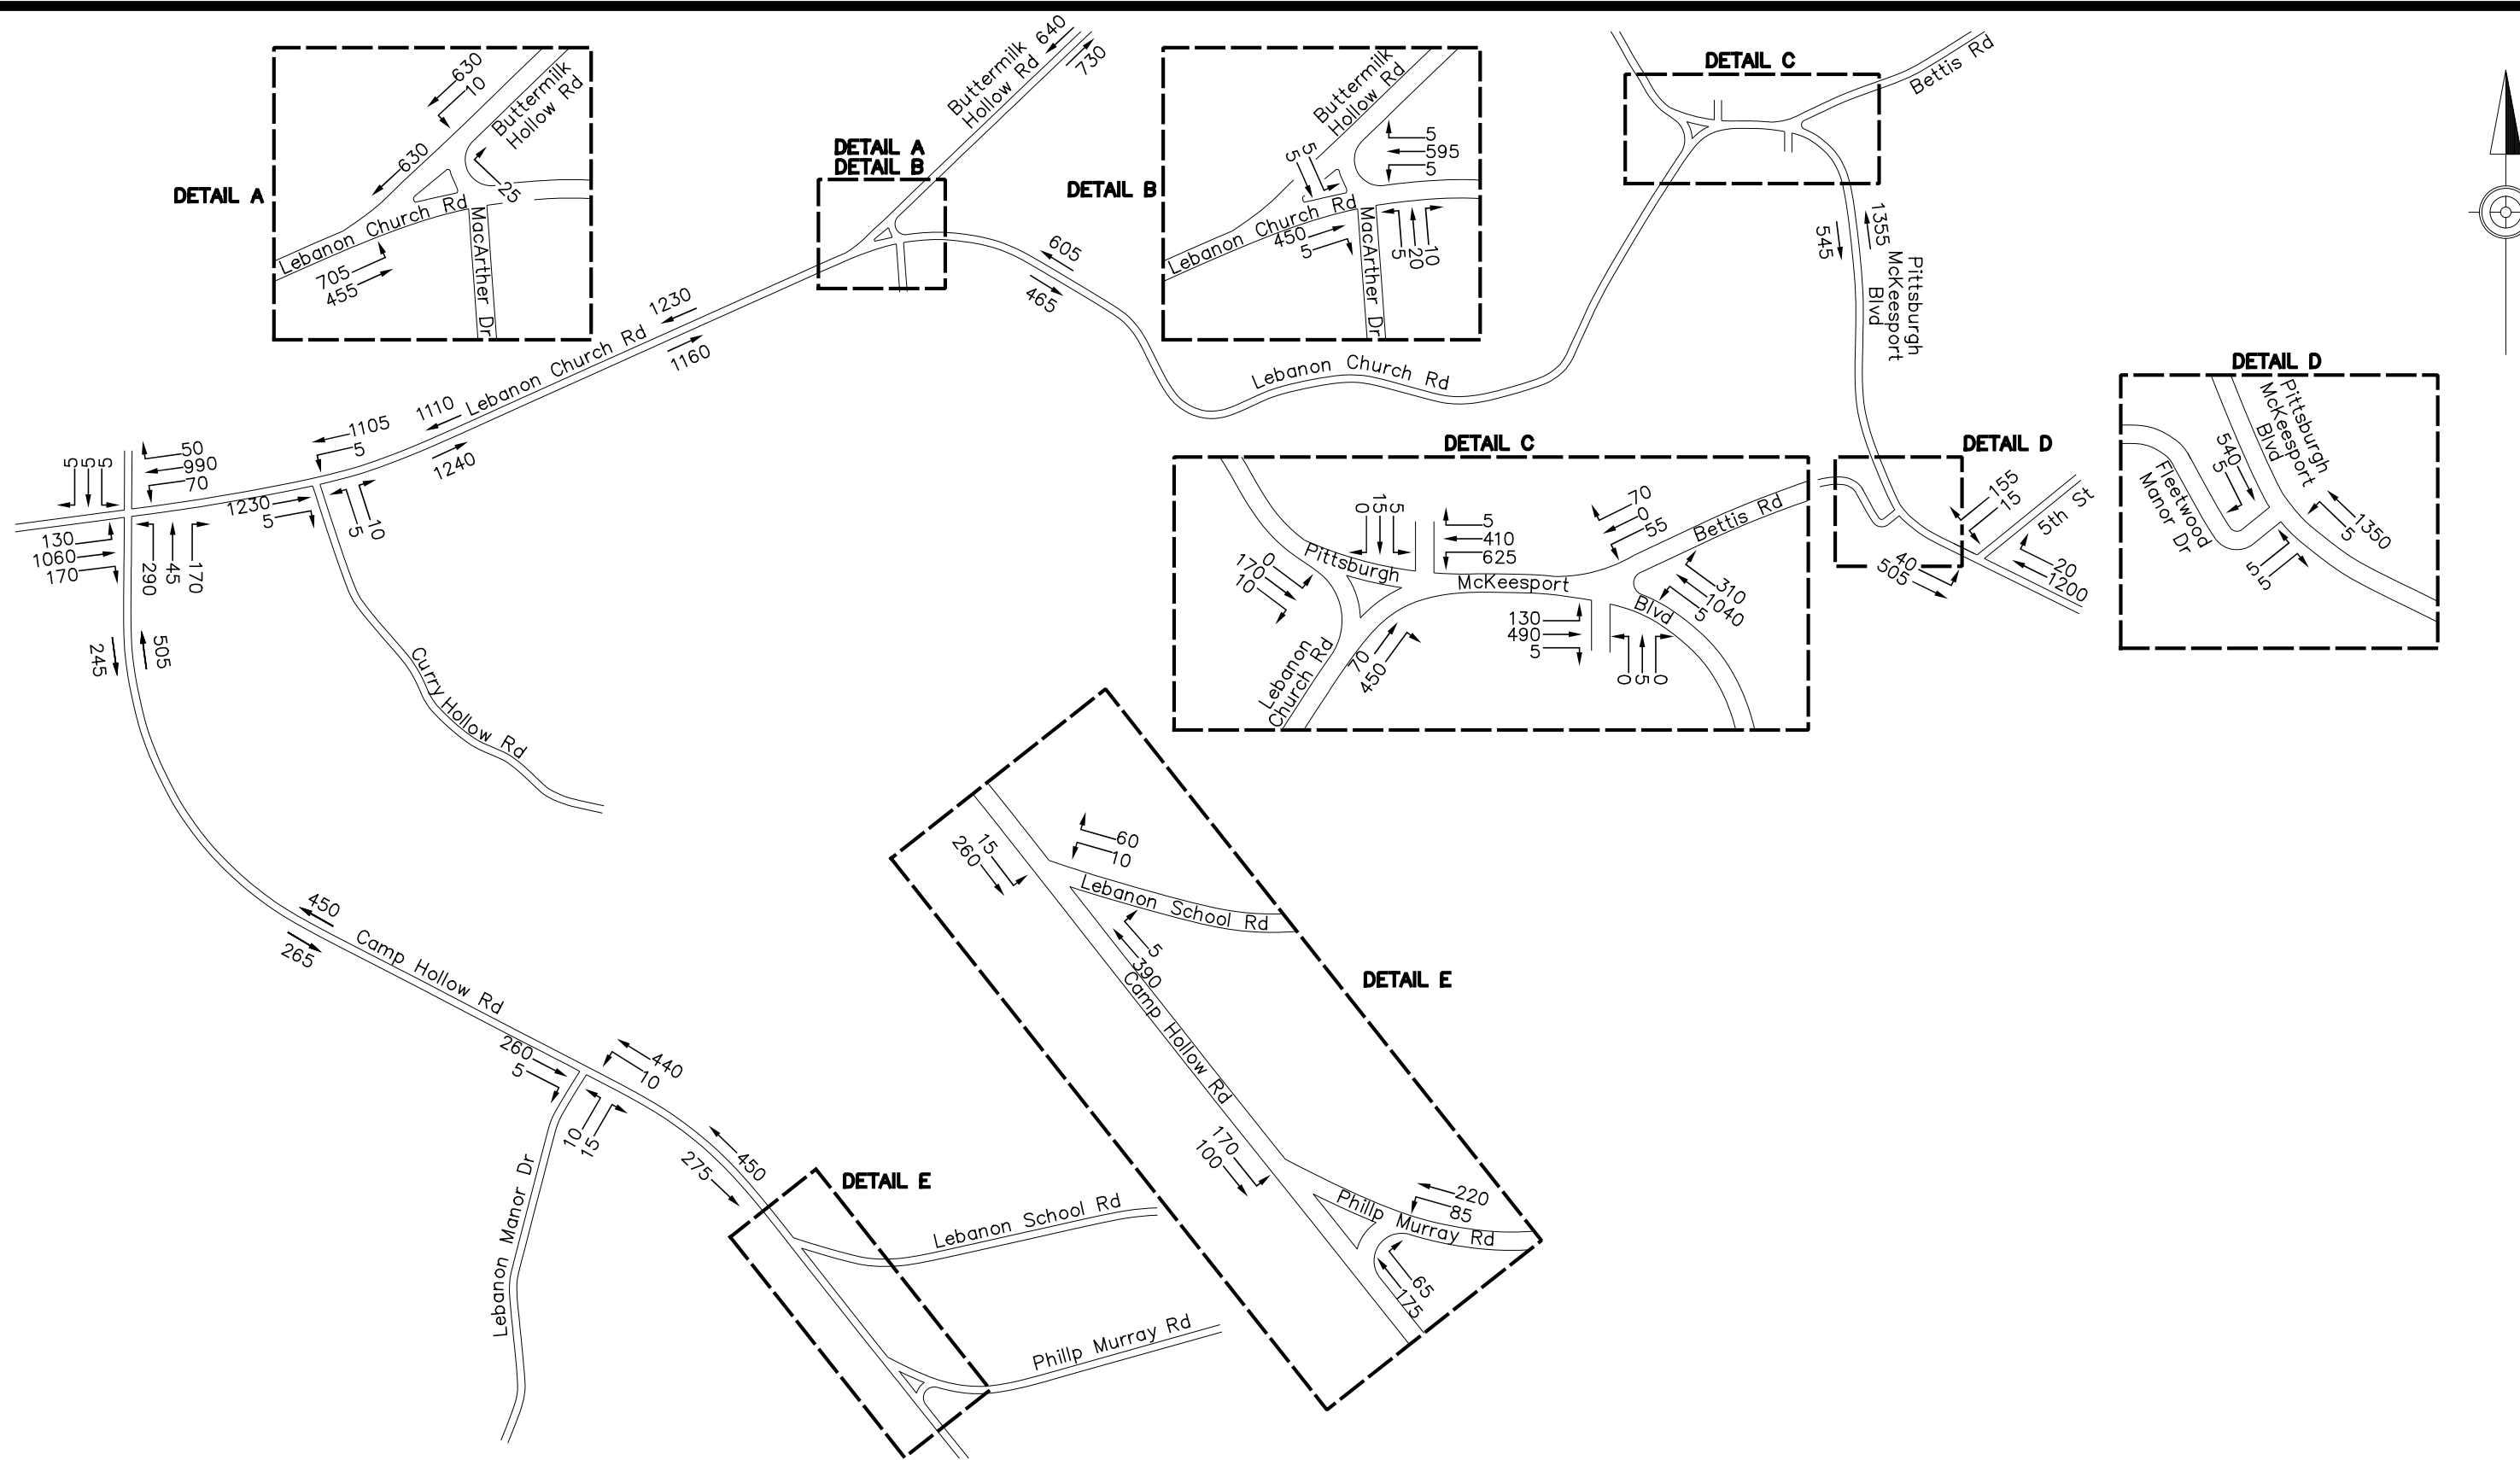 DETAIL A
630
10
Buttermilk
Hollow Rd
630
25
Lebanon Church Rd
MacArther Dr
705
455
DETAIL A
DETAIL B
Buttermilk
Hollow Rd
640
730
605
465
DETAIL B
Buttermilk
Hollow Rd
5
595
5
5
5
Lebanon Church Rd
450
5
MacArther Dr
5
20
10
DETAIL C
Bettis Rd
1355
545
Pittsburgh
McKeesport
Blvd
Lebanon Church Rd
1230
1160
Lebanon Church Rd
1110
1240
1105
5
1230
5
5
10
5
5
5
50
990
70
130
1060
170
290
45
170
245
505
Curry Hollow Rd
DETAIL D
155
15
5th St
40
505
20
1200
DETAIL D
Pittsburgh
McKeesport
Blvd
540
5
Fleetwood
Manor Dr
1350
5
5
5
DETAIL C
0
15
5
5
410
625
70
0
55
Bettis Rd
Pittsburgh
McKeesport
Blvd
0
170
10
310
1040
5
130
490
5
0
5
0
Lebanon
Church Rd
70
450
450
265
Camp Hollow Rd
260
5
440
10
10
15
Lebanon Manor Dr
450
275
DETAIL E
Lebanon School Rd
Phillp Murray Rd
DETAIL E
15
260
60
10
Lebanon School Rd
5
390
Camp Hollow Rd
170
100
220
85
Phillp Murray Rd
65
175